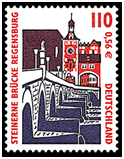 STEINERNE BRÜCKE REGENSBURG
110
0,56 €
DEUTSCHLAND